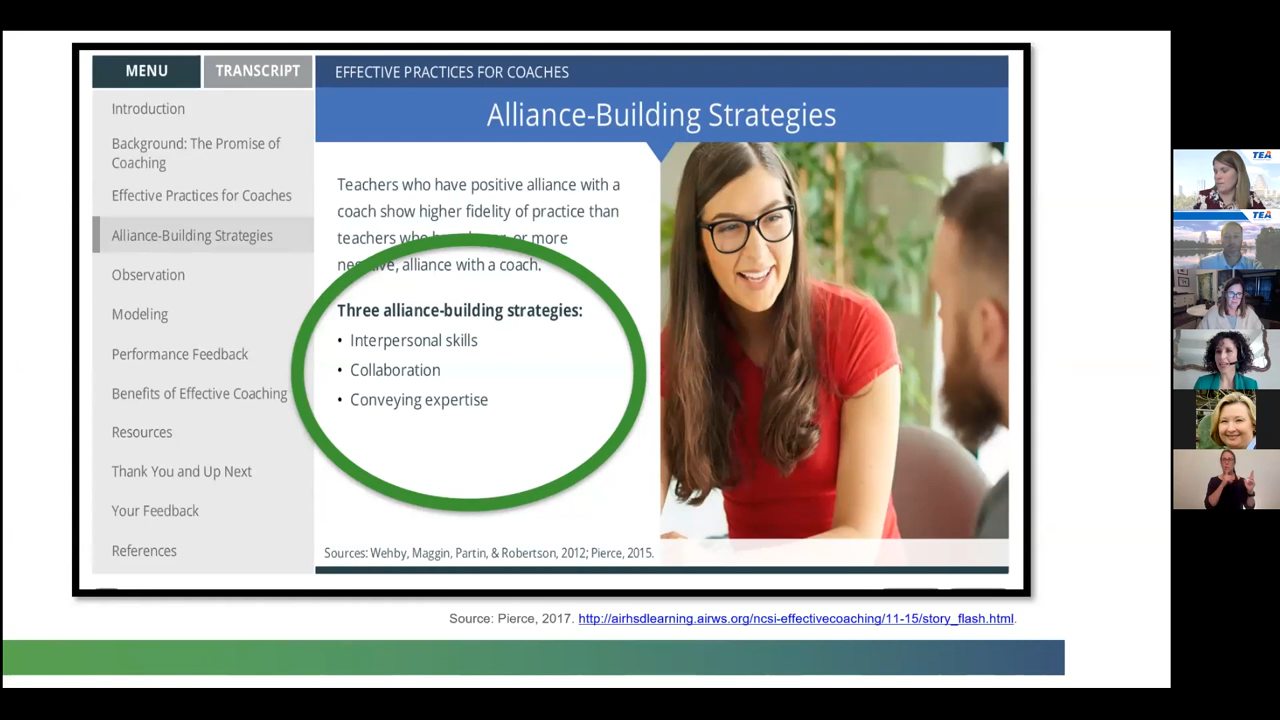 MENU
TRANSCRIPT
EFFECTIVE PRACTICES FOR COACHES
Alliance-Building Strategies
Introduction
Background: The Promise of
Coaching
Effective Practices for Coaches
Alliance-Building Strategies
Observation
Modeling
Performance Feedback
Benefits of Effective Coaching
Resources
Thank You and Up Next
Your Feedback
References
Teachers who have positive alliance with a
coach show higher fidelity of practice than
teachers who or more
alliance with a coach.
Three alliance-building strategies:
• Interpersonal skills
• Collaboration
• Conveying expertise
Sources: Wehby, Maggin, Partin, & Robertson, 2012; Pierce, 2015.
Source: Pierce, 2017. http://airhsdlearning.airws.org/ncsi-effectivecoaching/11-15/story_flash.html.
TEA
TEA